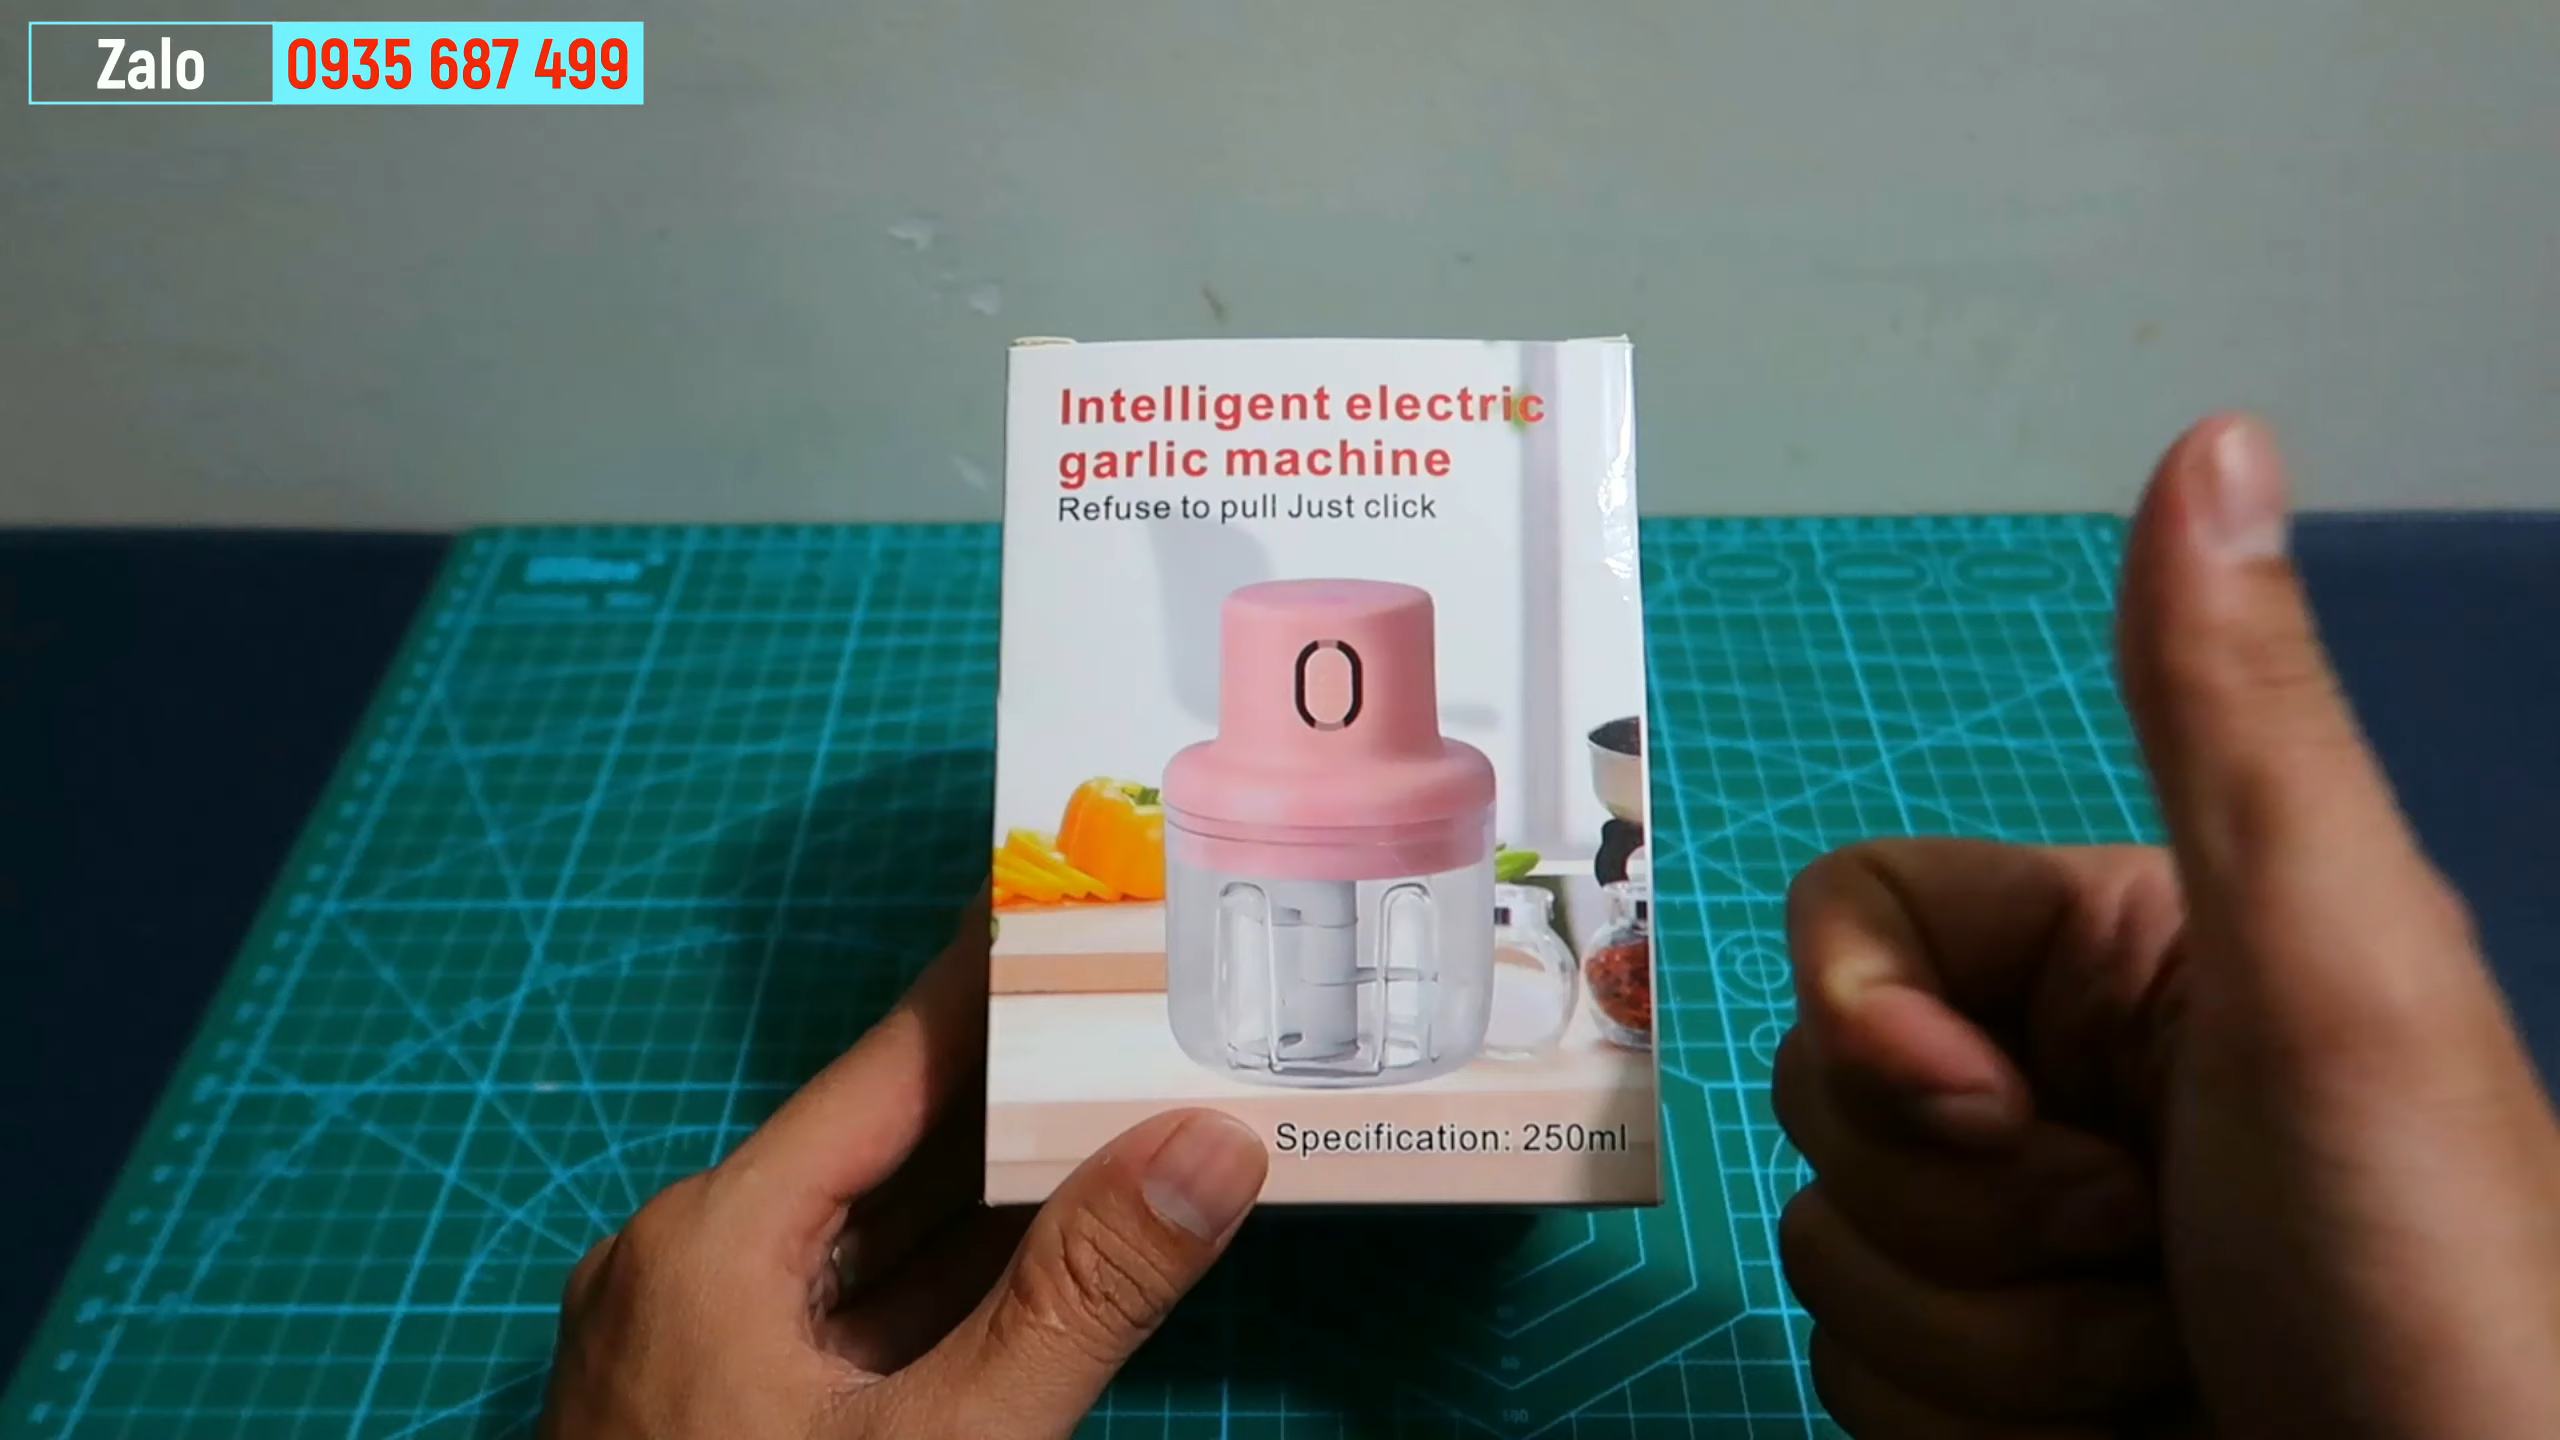 Zalo 0935 687 499
Intelligent electric
garlic machine
Refuse to pull Just click
Specification: 250ml